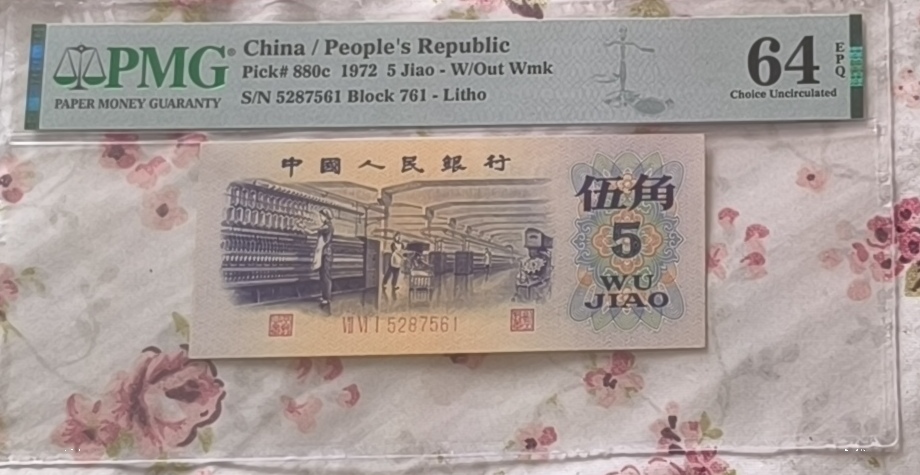 PMG®
PAPER MONEY GUARANTY
China / People's Republic
Pick# 880c 1972 5 Jiao - W/Out Wmk
S/N 5287561 Block 761 - Litho
64
EPQ
Choice Uncirculated
中國人民銀行
伍角
5
WU
JIAO
VII VI I 5287561